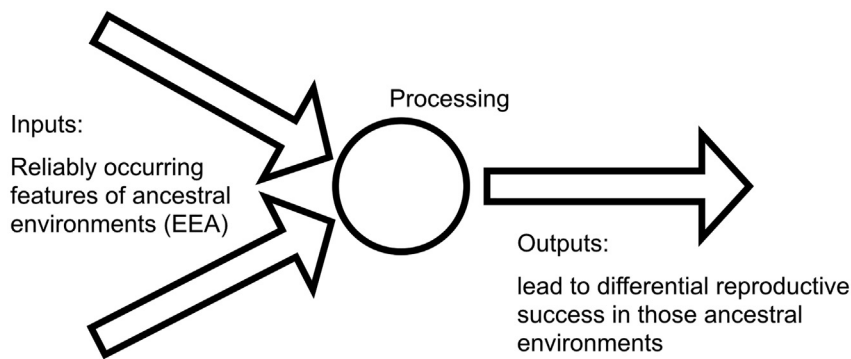 Processing
Inputs:
Reliably occurring
features of ancestral
environments (EEA)
Outputs:
lead to differential reproductive
success in those ancestral
environments